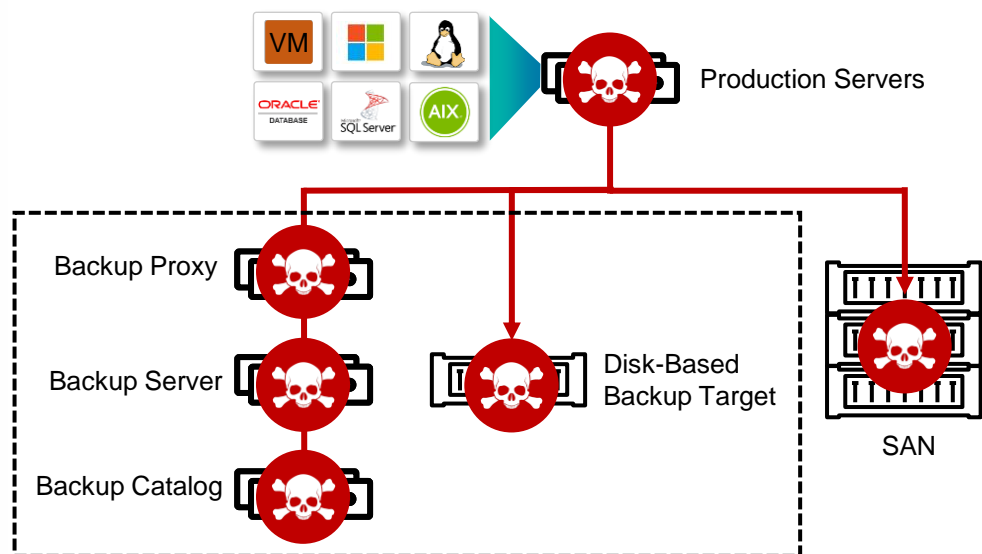 VM
ORACLE
DATABASE
Microsoft
SQL Server
AIX
Production Servers
Backup Proxy
Backup Server
Disk-Based
Backup Target
Backup Catalog
SAN